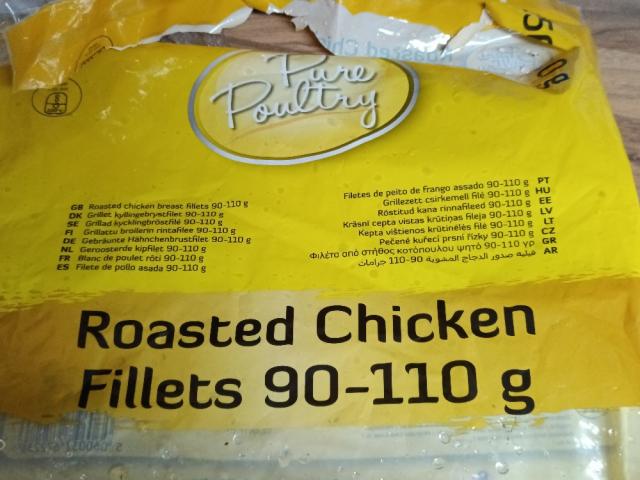 Pure
Poultry
GB Roasted chicken breast fillets 90-110 g
DK Grillet kyllingebrystfilet 90-110 g
SE Grillad kycklingbröstfilé 90-110 g
FI Grillattu broilerin rintafilee 90-110 g
DE Gebräunte Hähnchenbrustfilet 90-110 g
NL Geroosterde kipfilet 90-110 g
FR Blanc de poulet rôti 90-110 g
ES Filete de pollo asada 90-110 g
Filetes de peito de frango assado 90-110 g PT
Grillezett csirkemell filé 90-110 g HU
Röstitud kana rinnafileed 90-110 g EE
Krāsnī cepta vistas krūtiņas fileja 90-110 g LV
Kepta vištienos krūtinėlės filė 90-110 g LT
Pečené kuřecí prsní řízky 90-110 g CZ
Φιλέτο από στήθος κοτόπουλου ψητό 90-110 γρ GR
فيليه صدور الدجاج المشوية 90-110 جرامات AR
Roasted Chicken
Fillets 90-110 g